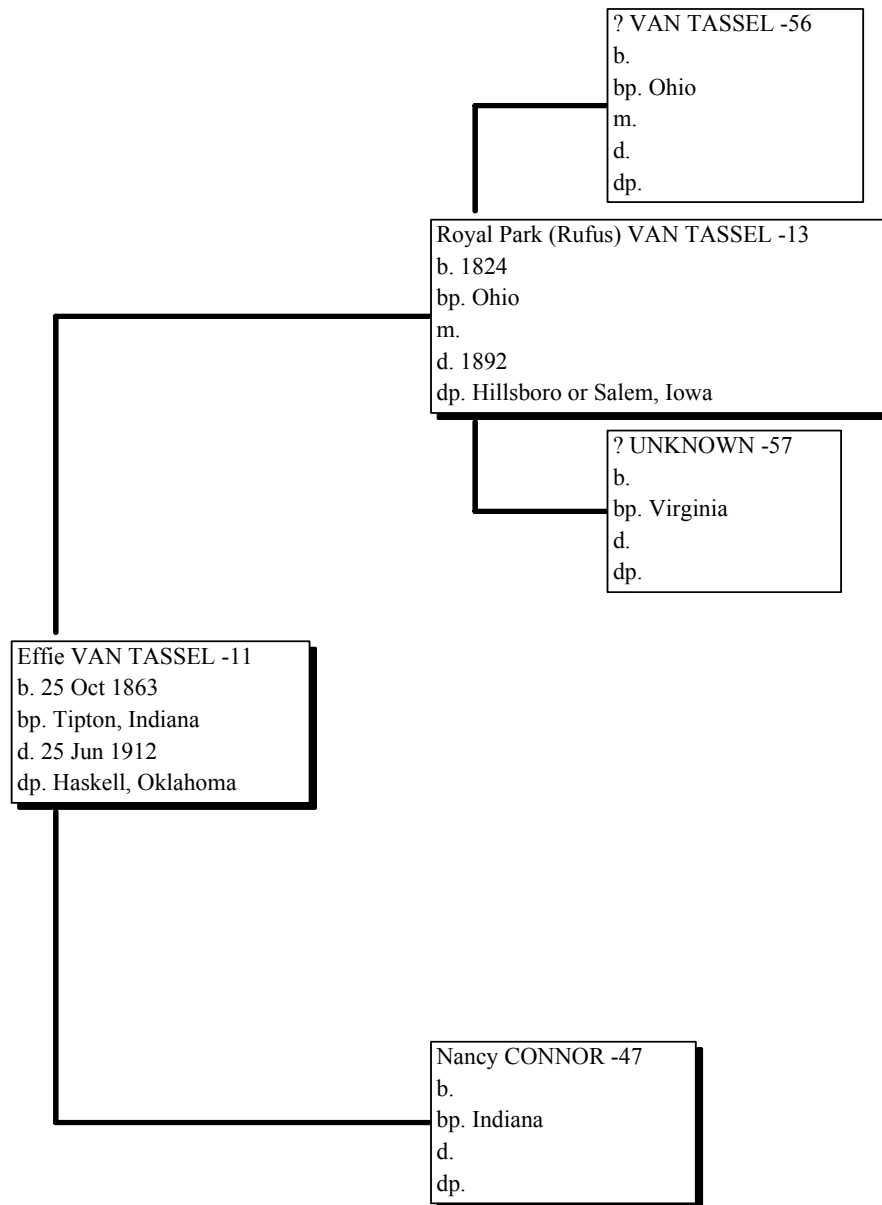 ? VAN TASSEL -56
b.
bp. Ohio
m.
d.
dp.
Royal Park (Rufus) VAN TASSEL -13
b. 1824
bp. Ohio
m.
d. 1892
dp. Hillsboro or Salem, Iowa
? UNKNOWN -57
b.
bp. Virginia
d.
dp.
Effie VAN TASSEL -11
b. 25 Oct 1863
bp. Tipton, Indiana
d. 25 Jun 1912
dp. Haskell, Oklahoma
Nancy CONNOR -47
b.
bp. Indiana
d.
dp.